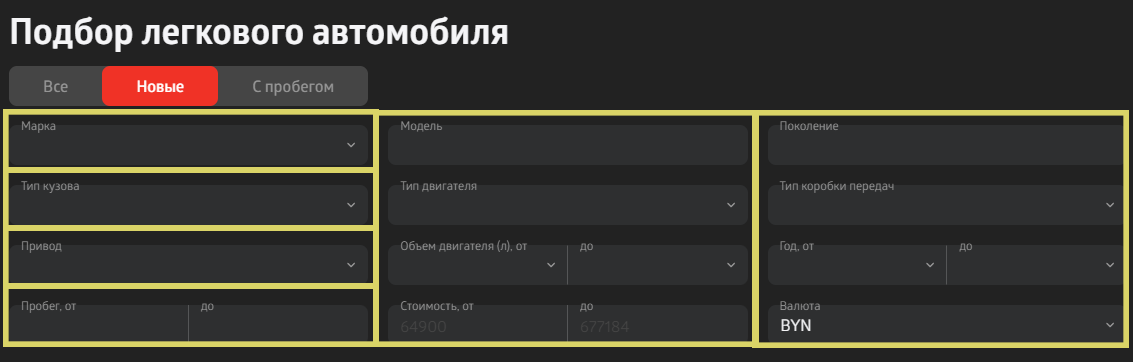 Подбор легкового автомобиля
Все Новые С пробегом
Марка Модель Поколение
Тип кузова Тип двигателя Тип коробки передач
Привод Объем двигателя (л), от до Год, от до
Пробег, от до Стоимость, от до Валюта
64900 677184 BYN